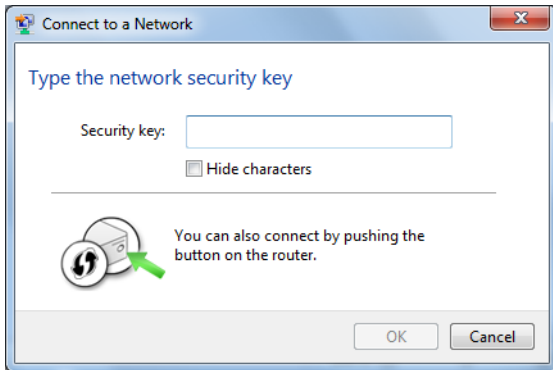 Connect to a Network
Type the network security key
Security key:
Hide characters
You can also connect by pushing the
button on the router.
OK
Cancel